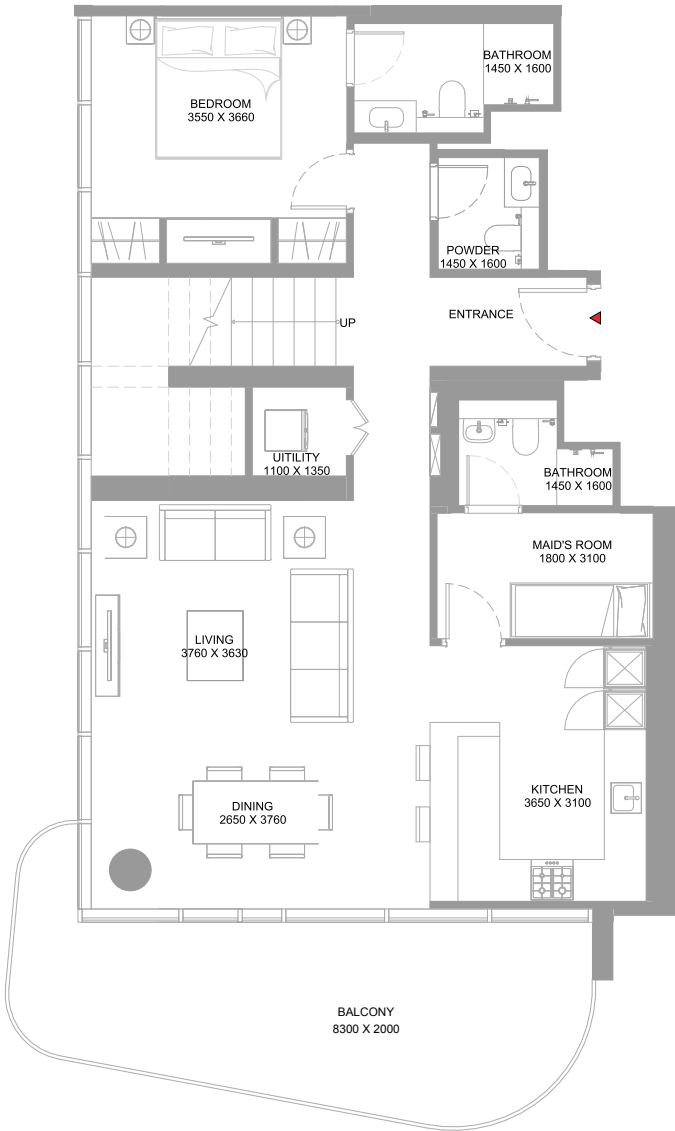 BATHROOM
1450 X 1600
BEDROOM
3550 X 3660
POWDER
1450 X 1600
ENTRANCE
UP
UITILITY
1100 X 1350
BATHROOM
1450 X 1600
MAID'S ROOM
1800 X 3100
LIVING
3760 X 3630
KITCHEN
3650 X 3100
DINING
2650 X 3760
BALCONY
8300 X 2000